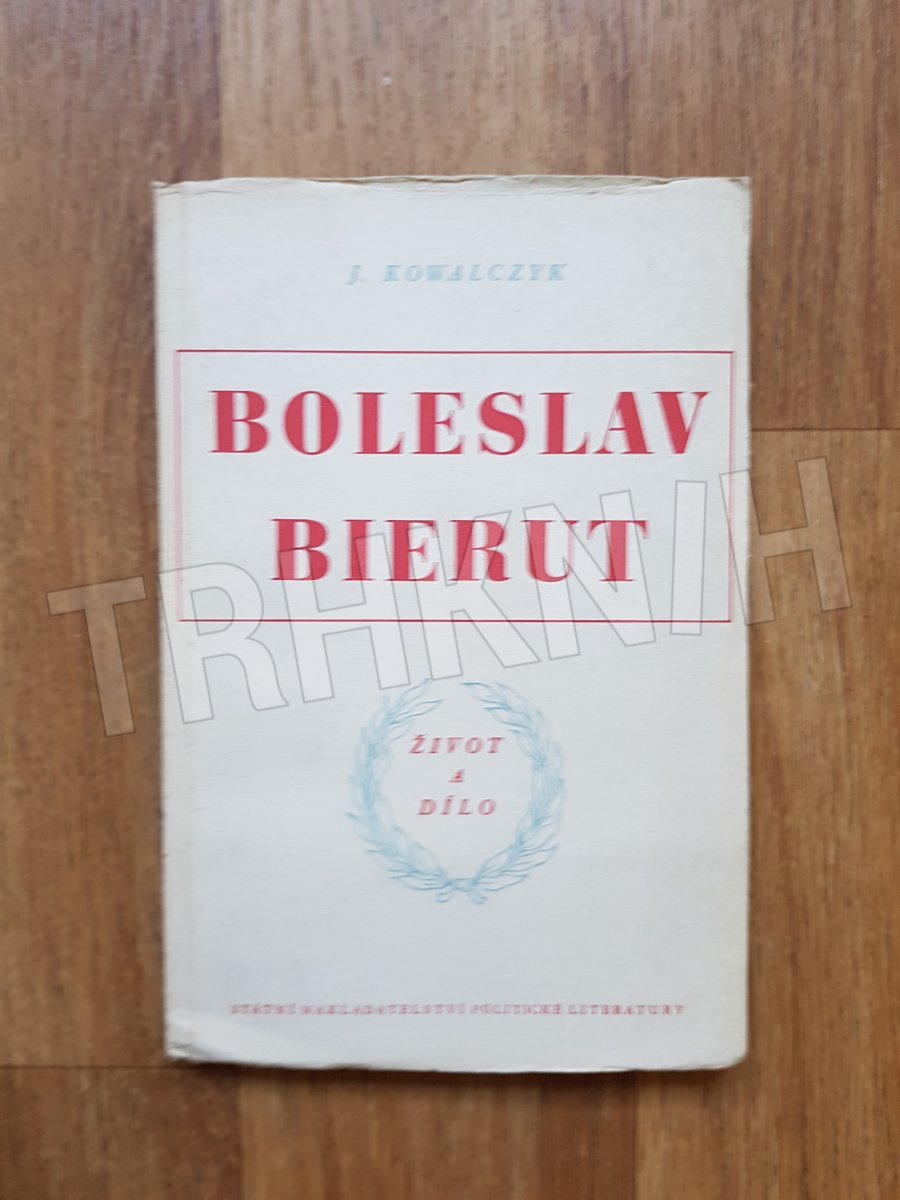 J. KOWALCZYK
BOLESLAV
BIERUT
TRHKNIH
ŽIVOT
A
DÍLO
STÁTNÍ NAKLADATELSTVÍ POLITICKÉ LITERATURY